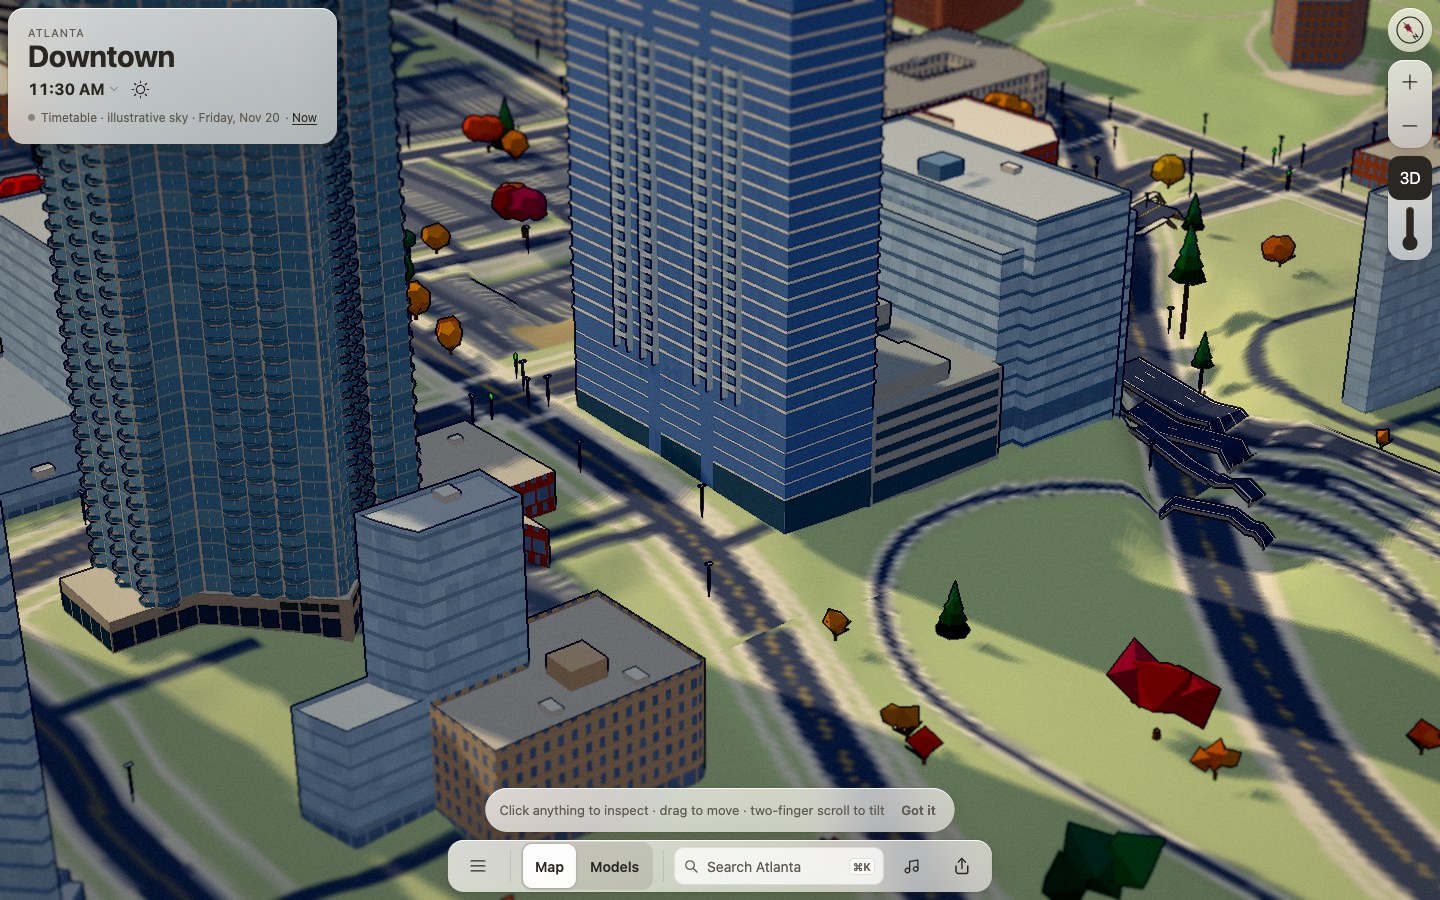 ATLANTA
Downtown
11:30 AM
Timetable · illustrative sky · Friday, Nov 20 · Now
3D
Click anything to inspect · drag to move · two-finger scroll to tilt Got it
Map Models Search Atlanta ⌘K